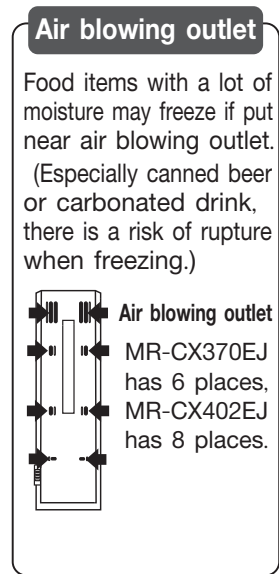 Air blowing outlet
Food items with a lot of
moisture may freeze if put
near air blowing outlet.
(Especially canned beer
or carbonated drink,
there is a risk of rupture
when freezing.)
Air blowing outlet
MR-CX370EJ
has 6 places,
MR-CX402EJ
has 8 places.